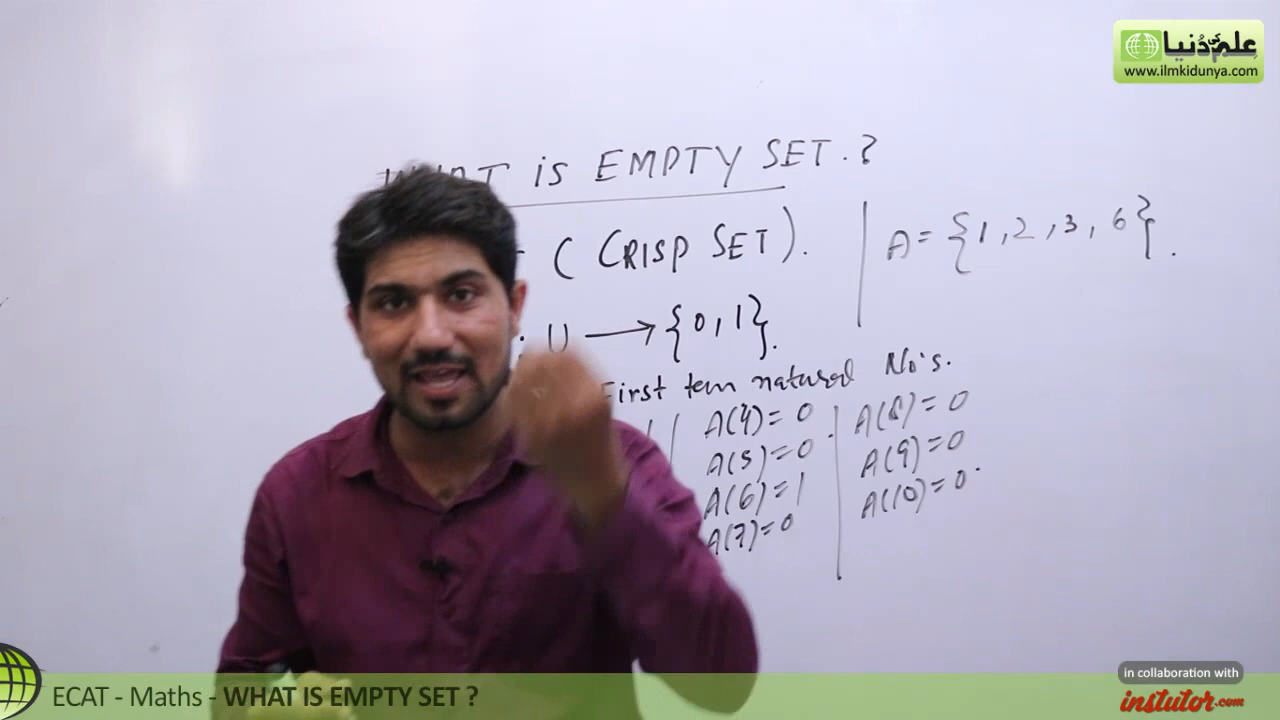 علم کی دُنیا
www.ilmkidunya.com
WHAT is EMPTY SET.?
( CRISP SET).
A = {1, 2, 3, 6}.
: U → {0, 1}.
First ten natural No's.
A(4) = 0
A(5) = 0
A(6) = 1
A(7) = 0
A(8) = 0
A(9) = 0
A(10) = 0
ECAT - Maths - WHAT IS EMPTY SET ?
in collaboration with
instutor.com